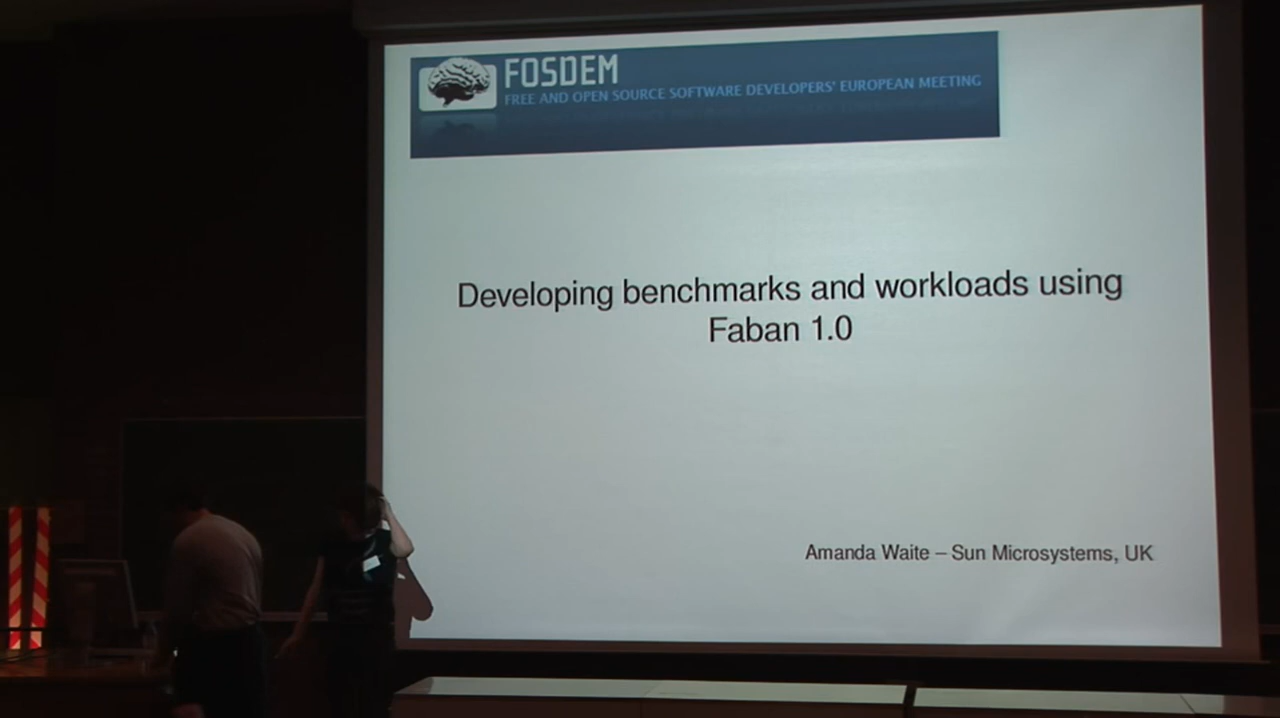 FOSDEM
FREE AND OPEN SOURCE SOFTWARE DEVELOPERS' EUROPEAN MEETING
Developing benchmarks and workloads using
Faban 1.0
Amanda Waite – Sun Microsystems, UK